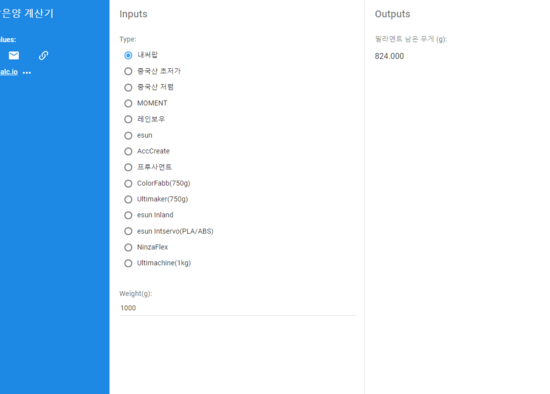 은영 계산기
lues:
alc.io ...
Inputs
Type:
내써팝
중국산 초저가
중국산 저렴
MOMENT
레인보우
esun
AccCreate
프루사먼트
ColorFabb(750g)
Ultimaker(750g)
esun Inland
esun Intservo(PLA/ABS)
NinzaFlex
Ultimachine(1kg)
Weight(g):
1000
Outputs
필라멘트 남은 무게 (g):
824.000